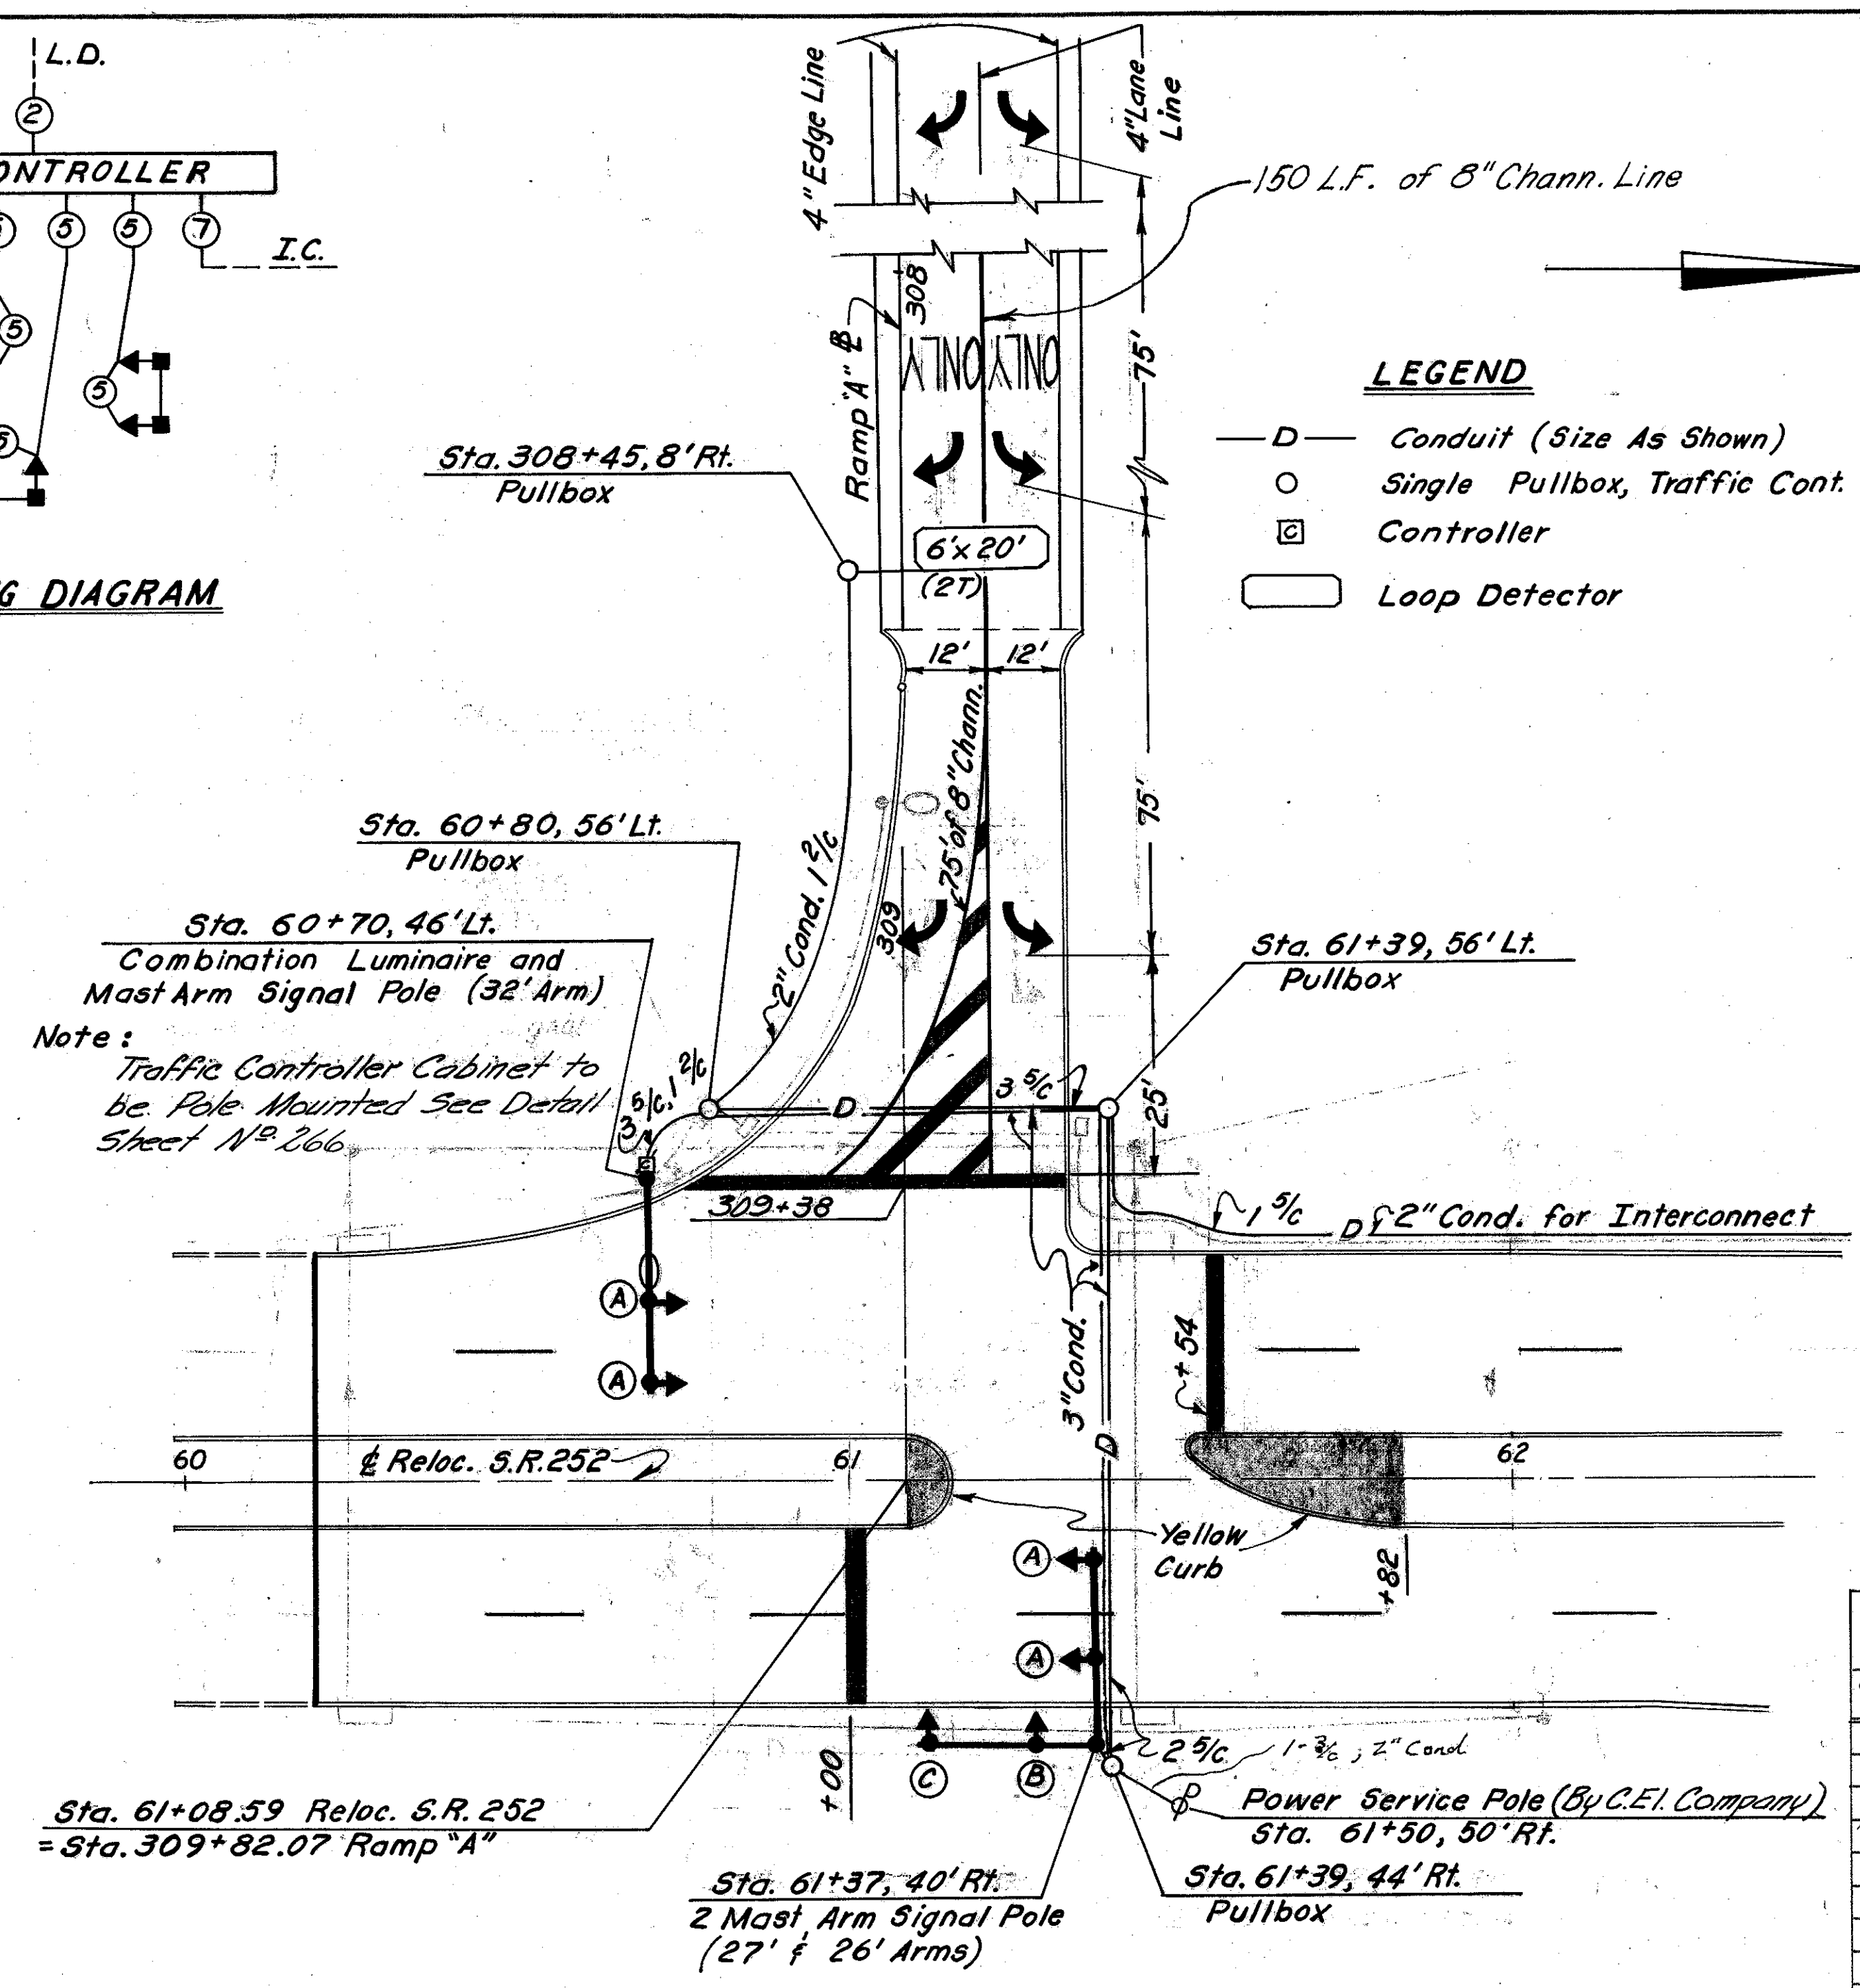 L.D.
2
ONTROLLER
5
5
7
I.C.
5
5
5
G DIAGRAM
4" Edge Line
4" Lane
Line
150 L.F. of 8" Chann. Line
308
Ramp "A" ℄
ONLY
ONLY
75'
LEGEND
D Conduit (Size As Shown)
Single Pullbox, Traffic Cont.
C Controller
Loop Detector
Sta. 308+45, 8' Rt.
Pullbox
6' x 20'
(2T)
12' 12'
75' of 8" Chann.
75'
Sta. 60+80, 56' Lt.
Pullbox
2" Cond. 1 2/c
309
Sta. 60+70, 46' Lt.
Combination Luminaire and
Mast Arm Signal Pole (32' Arm)
Note:
Traffic Controller Cabinet to
be Pole Mounted See Detail
Sheet Nº 266
Sta. 61+39, 56' Lt.
Pullbox
3 5/c, 1 2/c
D
3 5/c
25'
C
309+38
1 5/c
D 2" Cond. for Interconnect
A
A
3" Cond.
D
+54
60
℄ Reloc. S.R. 252
61
62
Yellow
Curb
+82
A
A
+00
C
B
2 5/c
1-3/c; 2" Cond
Power Service Pole (By C.E.I. Company)
Sta. 61+50, 50' Rt.
Sta. 61+08.59 Reloc. S.R. 252
= Sta. 309+82.07 Ramp "A"
Sta. 61+37, 40' Rt.
2 Mast Arm Signal Pole
(27' & 26' Arms)
Sta. 61+39, 44' Rt.
Pullbox